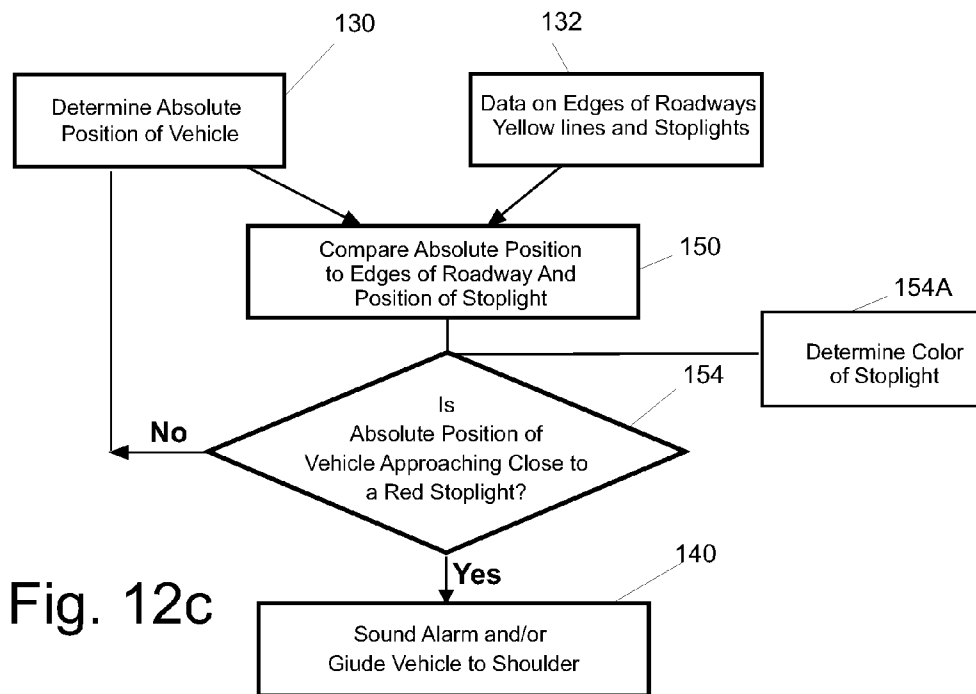 130
132
Determine Absolute
Position of Vehicle
Data on Edges of Roadways
Yellow lines and Stoplights
Compare Absolute Position
to Edges of Roadway And
Position of Stoplight
150
154A
Determine Color
of Stoplight
154
Is
Absolute Position of
Vehicle Approaching Close to
a Red Stoplight?
No
Yes
140
Sound Alarm and/or
Giude Vehicle to Shoulder
Fig. 12c